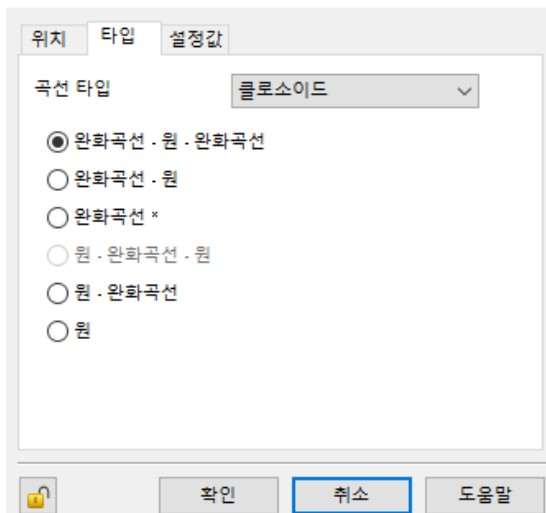 위치 타입 설정값
곡선 타입 클로소이드
완화곡선 - 원 - 완화곡선
완화곡선 - 원
완화곡선 *
원 - 완화곡선 - 원
원 - 완화곡선
원
확인 취소 도움말